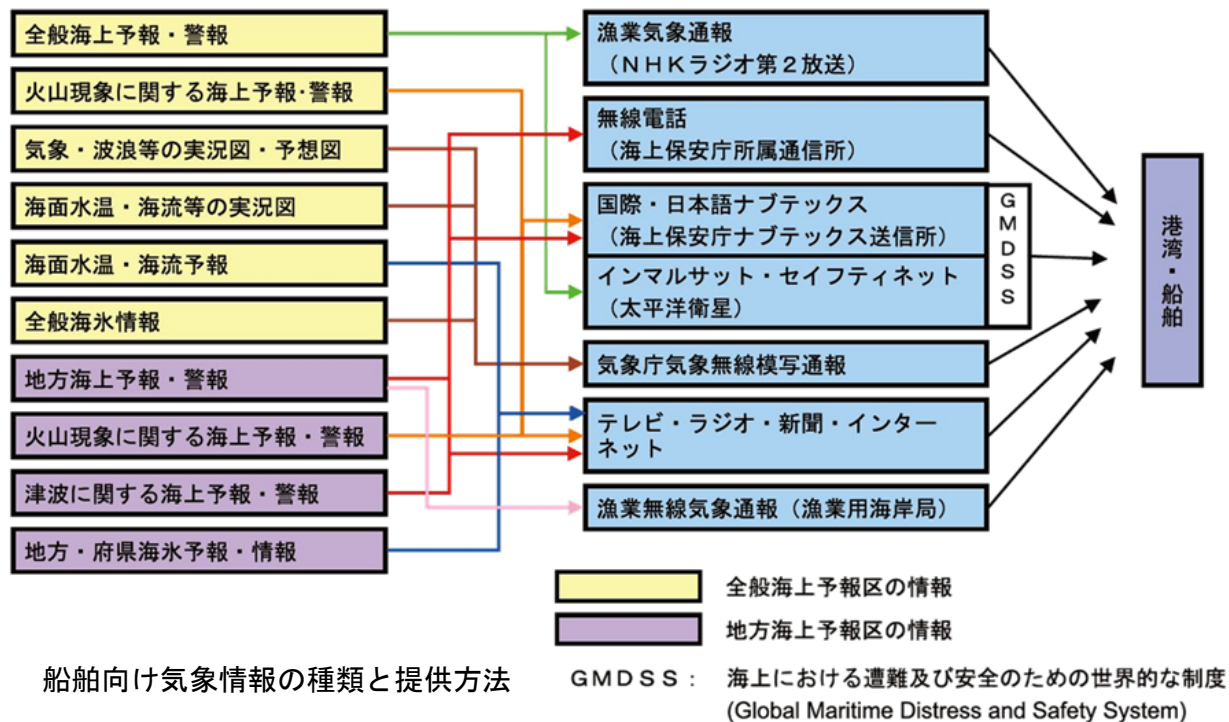 全般海上予報・警報
火山現象に関する海上予報・警報
気象・波浪等の実況図・予想図
海面水温・海流等の実況図
海面水温・海流予報
全般海氷情報
地方海上予報・警報
火山現象に関する海上予報・警報
津波に関する海上予報・警報
地方・府県海氷予報・情報
漁業気象通報
（ＮＨＫラジオ第２放送）
無線電話
（海上保安庁所属通信所）
国際・日本語ナブテックス
（海上保安庁ナブテックス送信所）
インマルサット・セイフティネット
（太平洋衛星）
ＧＭＤＳＳ
気象庁気象無線模写通報
テレビ・ラジオ・新聞・インター
ネット
漁業無線気象通報（漁業用海岸局）
港湾・船舶
全般海上予報区の情報
地方海上予報区の情報
船舶向け気象情報の種類と提供方法
ＧＭＤＳＳ： 海上における遭難及び安全のための世界的な制度
(Global Maritime Distress and Safety System)